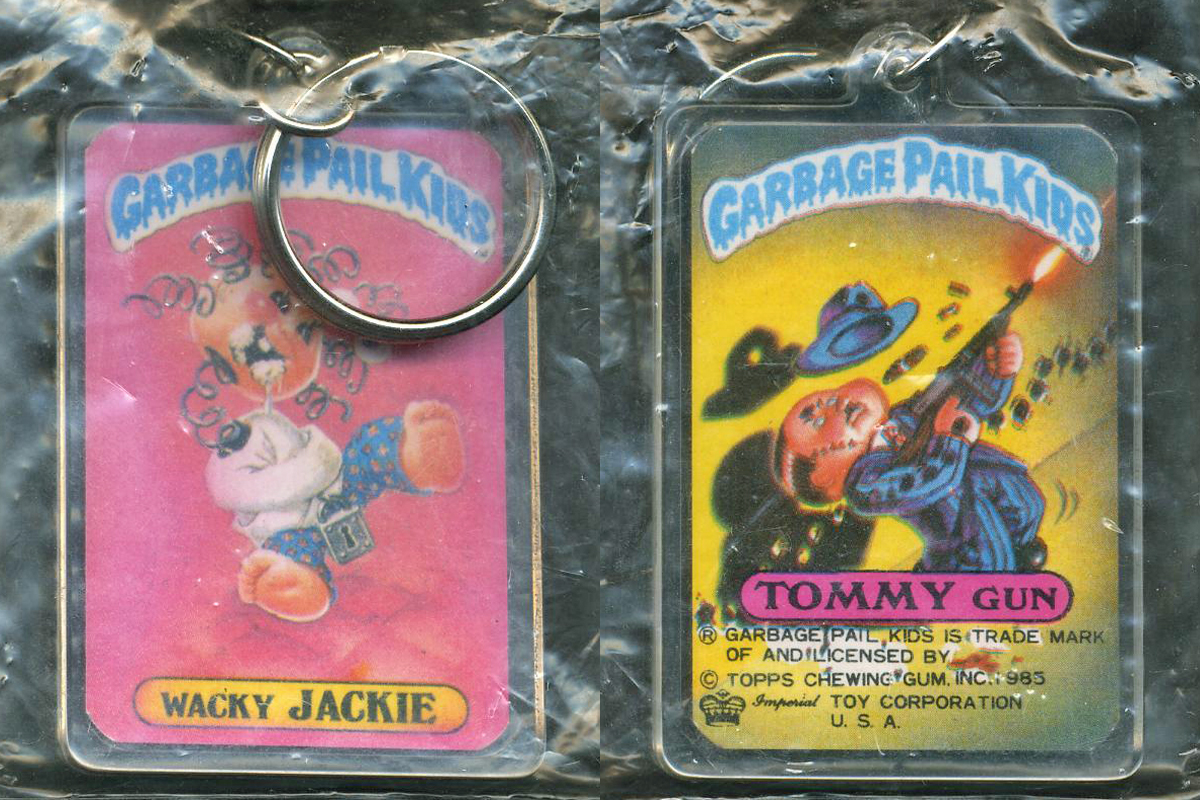 GARBAGE PAIL KIDS
WACKY JACKIE
GARBAGE PAIL KIDS
TOMMY GUN
® GARBAGE PAIL KIDS IS TRADE MARK
OF AND LICENSED BY
© TOPPS CHEWING GUM, INC. 1985
Imperial TOY CORPORATION
U. S. A.